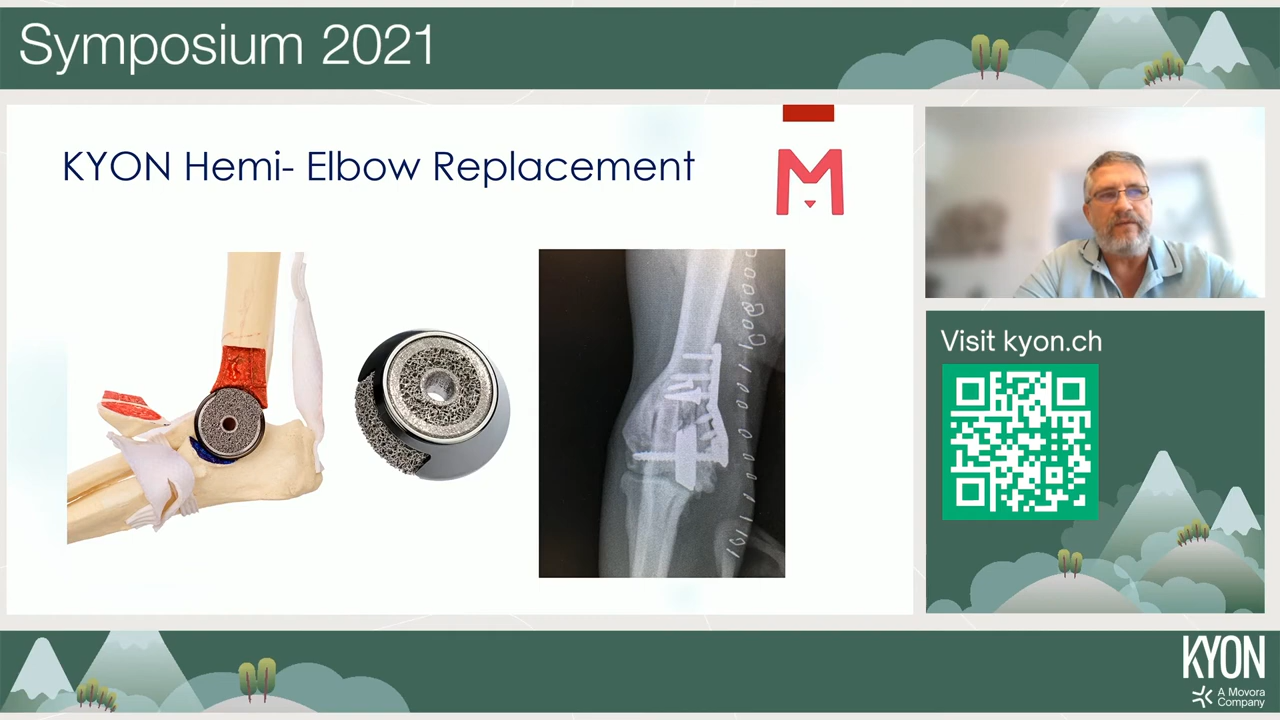 Symposium 2021
KYON Hemi- Elbow Replacement
M
Visit kyon.ch
KYON
A Movora
Company